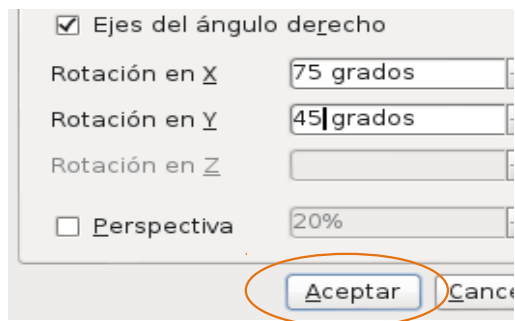 Ejes del ángulo derecho
Rotación en X 75 grados
Rotación en Y 45 grados
Rotación en Z
Perspectiva 20%
Aceptar